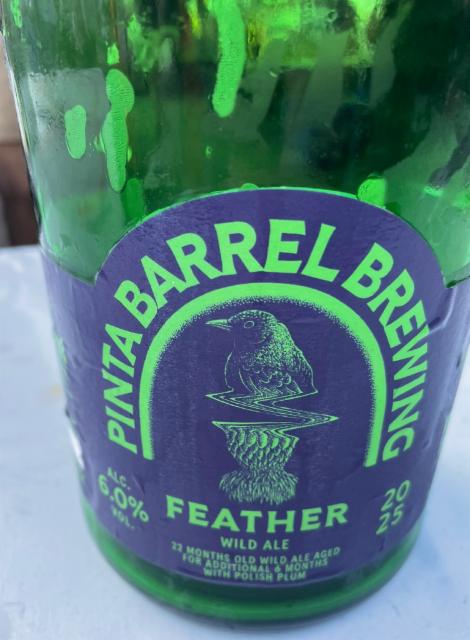 PINTA BARREL BREWING
ALC.
6.0%
VOL.
FEATHER
20
25
WILD ALE
22 MONTHS OLD WILD ALE AGED
FOR ADDITIONAL 6 MONTHS
WITH POLISH PLUM